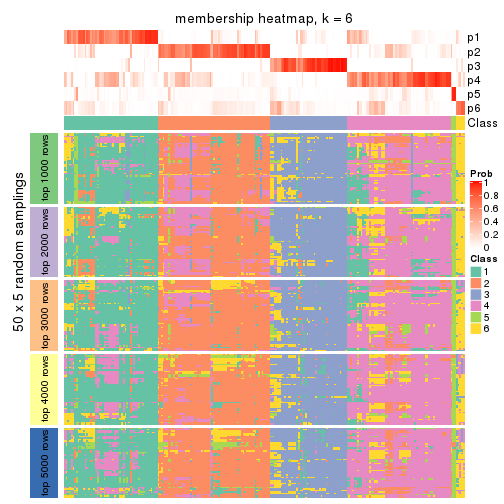 membership heatmap, k = 6
p1
p2
p3
p4
p5
p6
Class
50 x 5 random samplings
top 1000 rows
top 2000 rows
top 3000 rows
top 4000 rows
top 5000 rows
Prob
1
0.8
0.6
0.4
0.2
0
Class
1
2
3
4
5
6